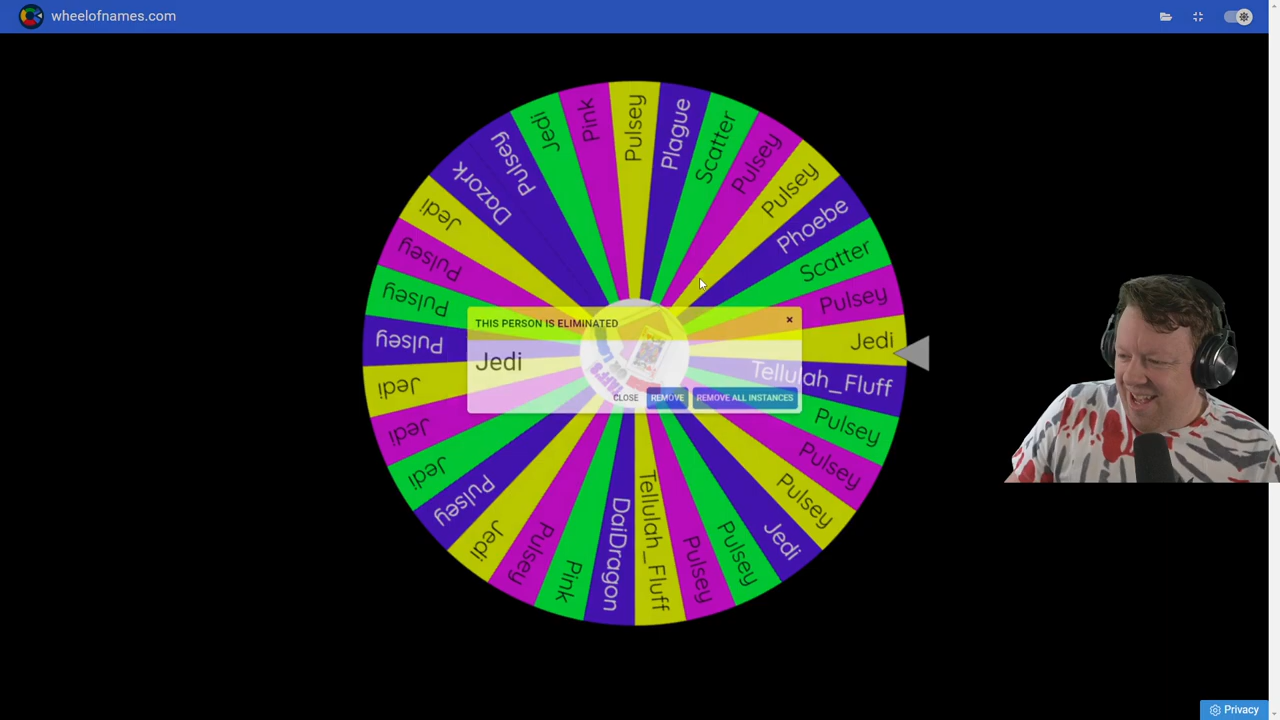 wheelofnames.com
Pulsey
Plague
Scatter
Pulsey
Pulsey
Phoebe
Scatter
Pulsey
Jedi
Tellulah_Fluff
Pulsey
Pulsey
Pulsey
Jedi
Pulsey
Pulsey
Tellulah_Fluff
DaiDragon
Pink
Pulsey
Jedi
Pulsey
Jedi
Jedi
Jedi
Pulsey
Pulsey
Pulsey
Jedi
Dazork
Pulsey
Jedi
Pink
THIS PERSON IS ELIMINATED
Jedi
CLOSE REMOVE REMOVE ALL INSTANCES
Privacy